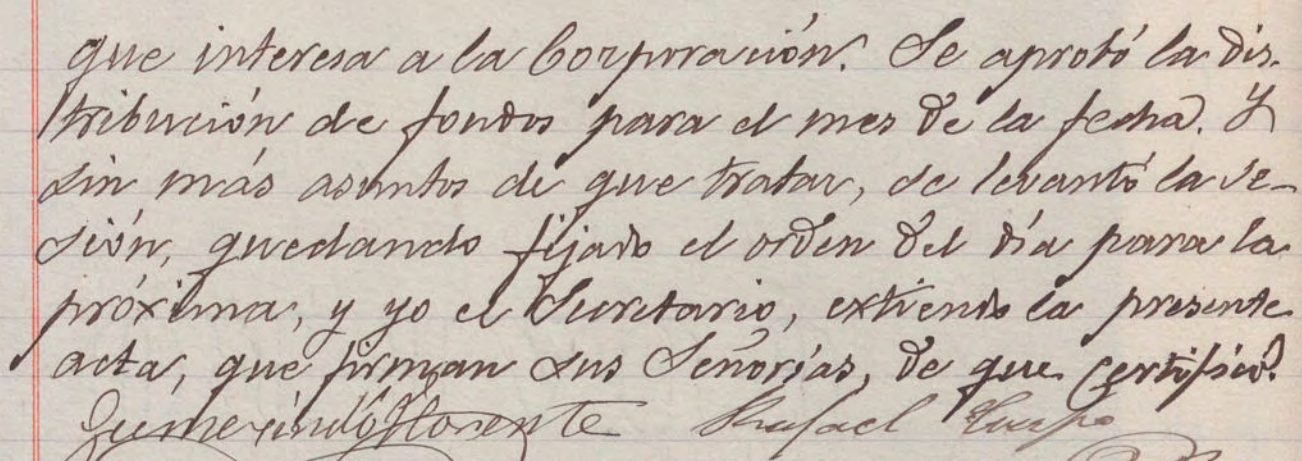 que interesa a la Corporación. Se aprobó la dis-
tribución de fondos para el mes de la fecha. Y
sin más asuntos de que tratar, se levantó la se-
sión, quedando fijado el orden del día para la
próxima, y yo el Secretario, extiendo la presente
acta, que firman sus Señorías, de que certifico.
Gumersindo Llorente Rafael